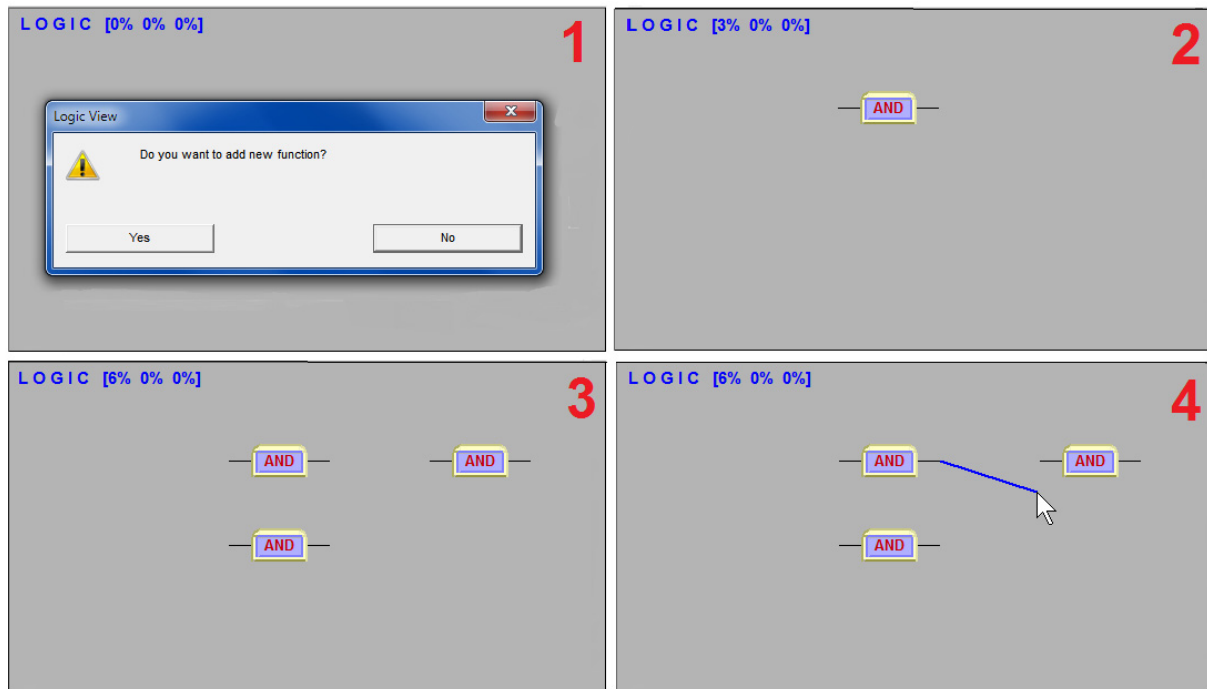 LOGIC [0% 0% 0%]
1
Logic View
Do you want to add new function?
Yes
No
LOGIC [3% 0% 0%]
2
AND
LOGIC [6% 0% 0%]
3
AND
AND
AND
LOGIC [6% 0% 0%]
4
AND
AND
AND